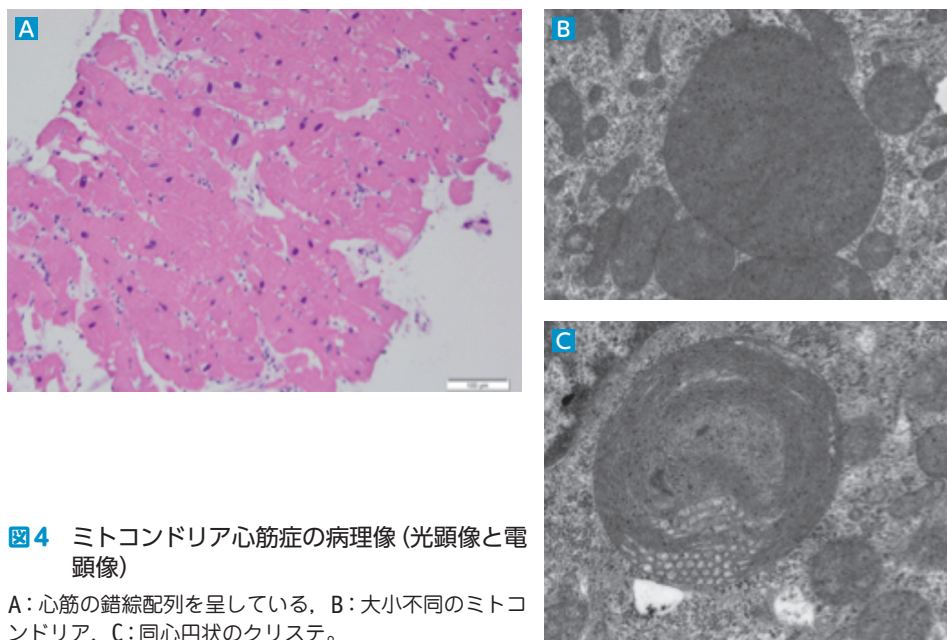 A
B
C
図4 ミトコンドリア心筋症の病理像（光顕像と電
顕像）
A：心筋の錯綜配列を呈している，B：大小不同のミトコ
ンドリア，C：同心円状のクリステ。